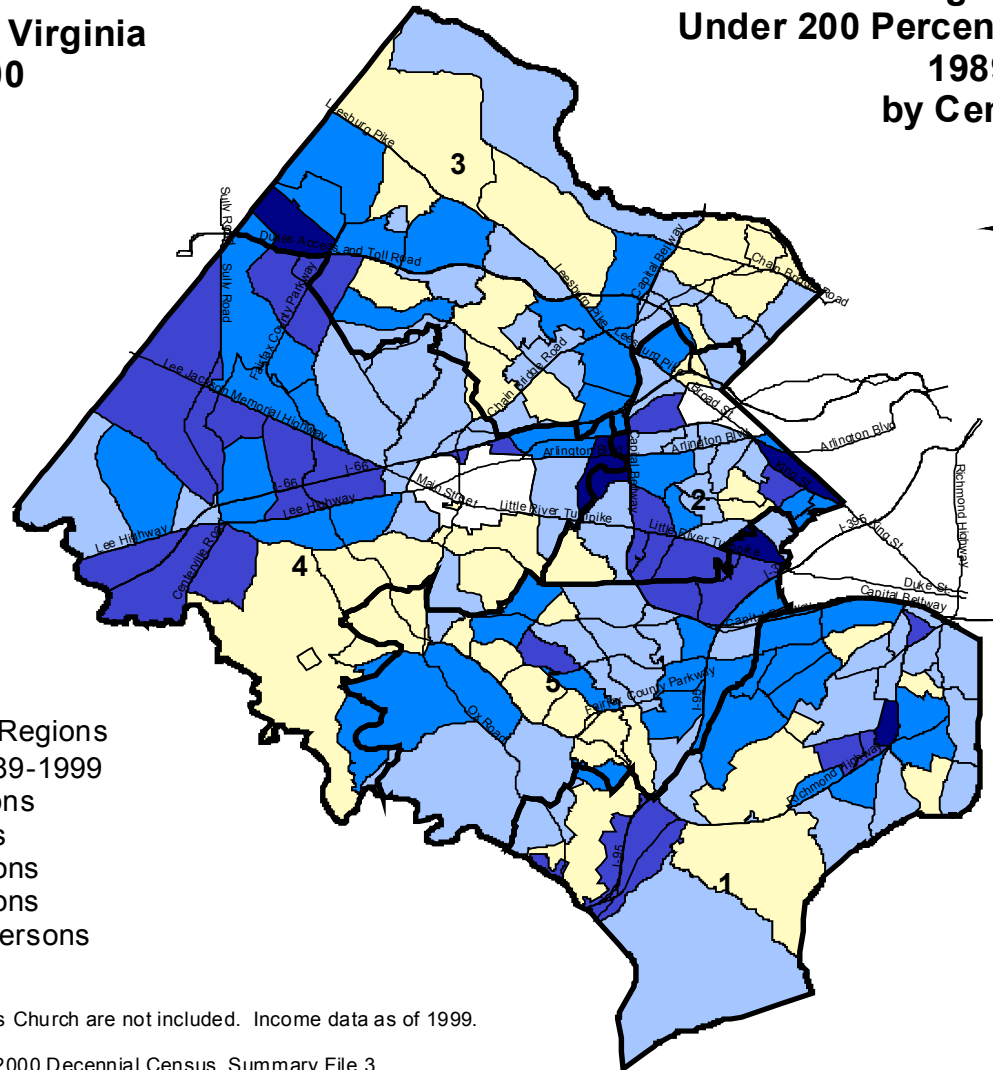 Virginia
Under 200 Percen
1989
by Cen
Leesburg Pike
3
Sully Road
Dulles Access and Toll Road
Capital Beltway
Chain Bridge Road
Sully Road
Fairfax County Parkway
Leesburg Pike
Leesburg Pike
Lee Jackson Memorial Highway
Chain Bridge Road
Broad St.
Arlington Blvd
Arlington Blvd
Arlington Blvd
Capital Beltway
King St.
I-66
I-66
Main Street
Little River Turnpike
2
Lee Highway
Lee Highway
Little River Turnpike
I-395
King St.
Richmond Highway
Centerville Road
4
Duke St.
Capital Beltway
Capital Beltway
5
Fairfax County Parkway
I-95
Ox Road
Regions
89-1999
ons
s
Richmond Highway
ons
ons
ersons
I-95
1
s Church are not included. Income data as of 1999.
2000 Decennial Census, Summary File 3